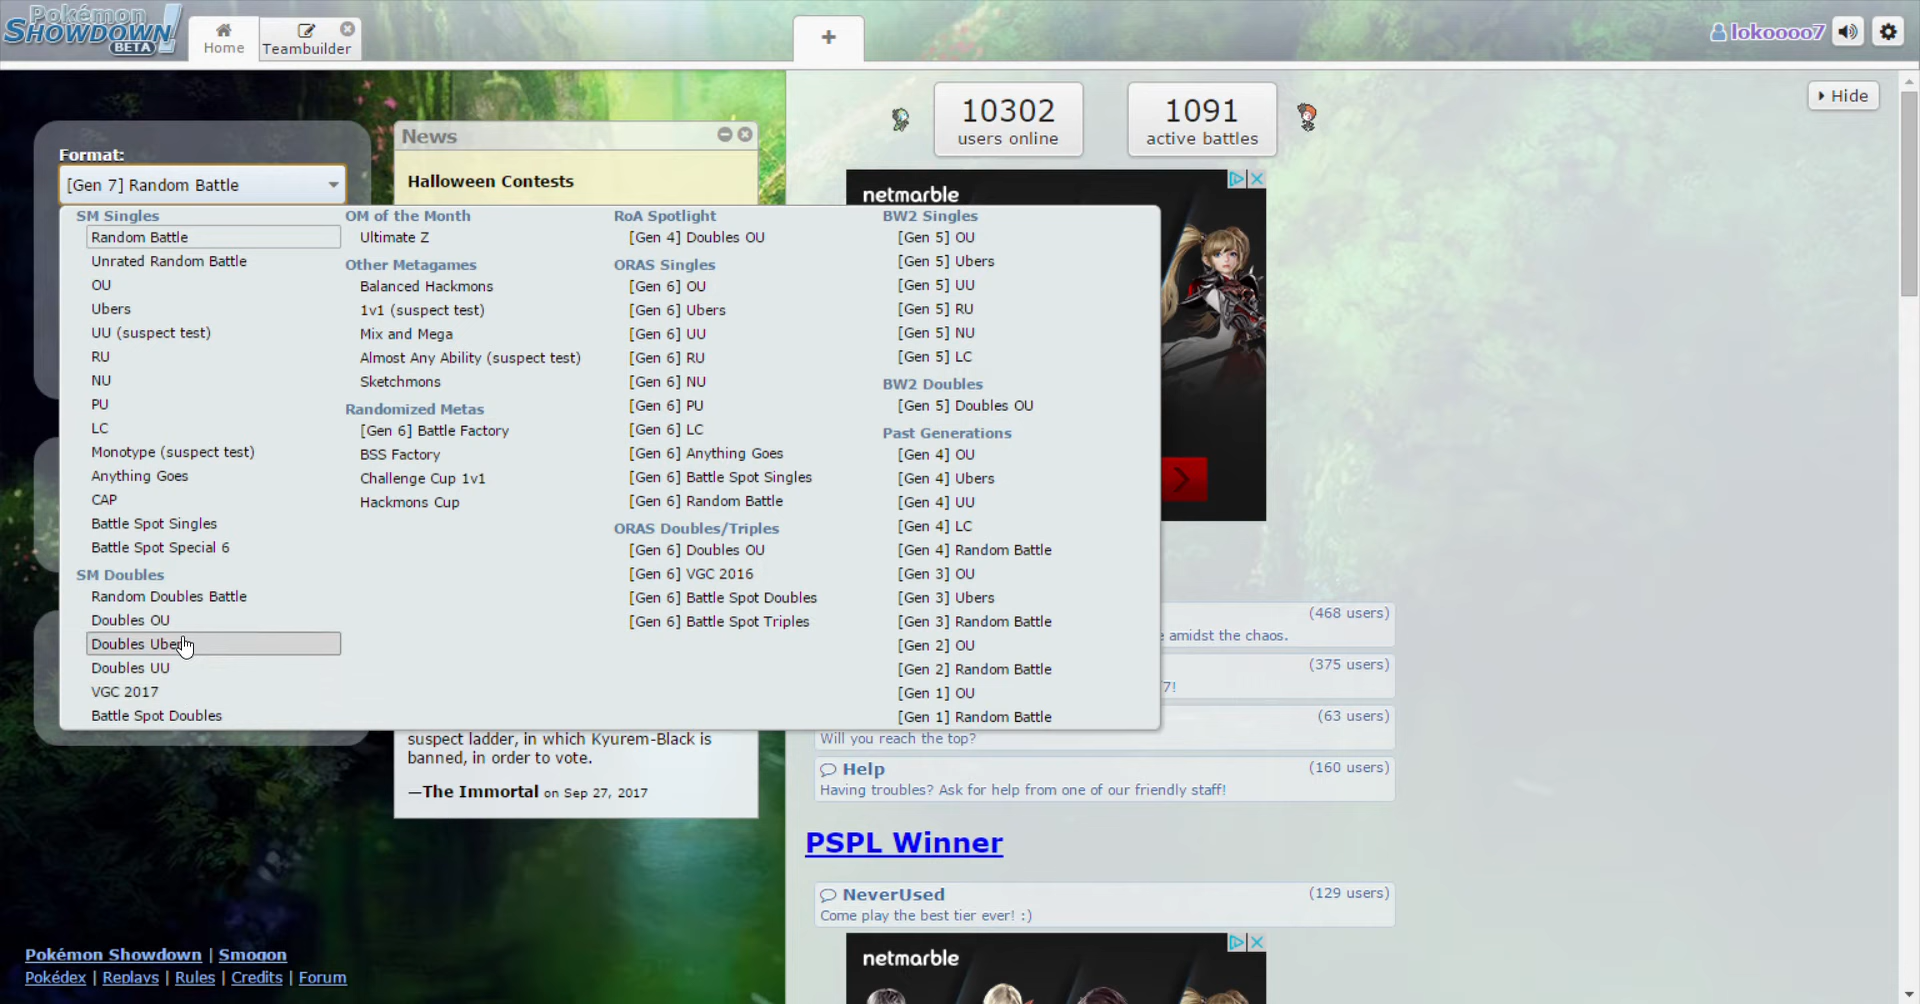 Pokémon
SHOWDOWN!
BETA
Home
Teambuilder
+
lokoooo7
Format:
[Gen 7] Random Battle
SM Singles
Random Battle
Unrated Random Battle
OU
Ubers
UU (suspect test)
RU
NU
PU
LC
Monotype (suspect test)
Anything Goes
CAP
Battle Spot Singles
Battle Spot Special 6
SM Doubles
Random Doubles Battle
Doubles OU
Doubles
Doubles UU
VGC 2017
Battle Spot Doubles
OM of the Month
Ultimate Z
Other Metagames
Balanced Hackmons
1v1 (suspect test)
Mix and Mega
Almost Any Ability (suspect test)
Sketchmons
Randomized Metas
[Gen 6] Battle Factory
BSS Factory
Challenge Cup 1v1
Hackmons Cup
RoA Spotlight
[Gen 4] Doubles OU
ORAS Singles
[Gen 6] OU
[Gen 6] Ubers
[Gen 6] UU
[Gen 6] RU
[Gen 6] NU
[Gen 6] PU
[Gen 6] LC
[Gen 6] Anything Goes
[Gen 6] Battle Spot Singles
[Gen 6] Random Battle
ORAS Doubles/Triples
[Gen 6] Doubles OU
[Gen 6] VGC 2016
[Gen 6] Battle Spot Doubles
[Gen 6] Battle Spot Triples
BW2 Singles
[Gen 5] OU
[Gen 5] Ubers
[Gen 5] UU
[Gen 5] RU
[Gen 5] NU
[Gen 5] LC
BW2 Doubles
[Gen 5] Doubles OU
Past Generations
[Gen 4] OU
[Gen 4] Ubers
[Gen 4] UU
[Gen 4] LC
[Gen 4] Random Battle
[Gen 3] OU
[Gen 3] Ubers
[Gen 3] Random Battle
[Gen 2] OU
[Gen 2] Random Battle
[Gen 1] OU
[Gen 1] Random Battle
News
Halloween Contests
suspect ladder, in which Kyurem-Black is
banned, in order to vote.
—The Immortal on Sep 27, 2017
10302
users online
1091
active battles
Hide
netmarble
(468 users)
amidst the chaos.
(375 users)
7!
(63 users)
Will you reach the top?
Help (160 users)
Having troubles? Ask for help from one of our friendly staff!
PSPL Winner
NeverUsed (129 users)
Come play the best tier ever! :)
netmarble
Pokémon Showdown | Smogon
Pokédex | Replays | Rules | Credits | Forum